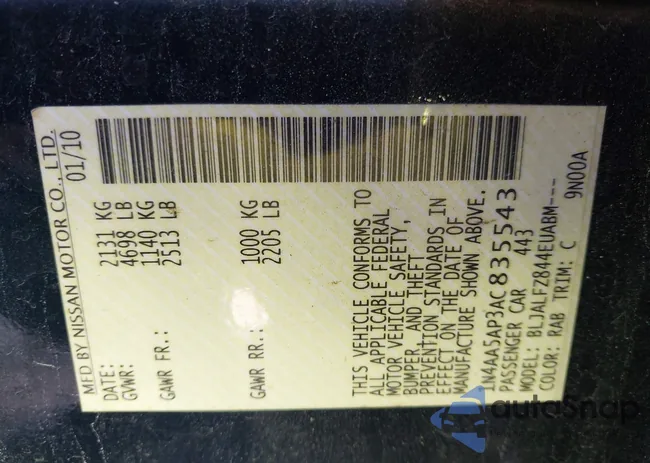 MFD BY NISSAN MOTOR CO., LTD.
DATE: 01/10
GVWR: 2131 KG
4698 LB
GAWR FR.: 1140 KG
2513 LB
GAWR RR.: 1000 KG
2205 LB
THIS VEHICLE CONFORMS TO
ALL APPLICABLE FEDERAL
MOTOR VEHICLE SAFETY,
BUMPER, AND THEFT
PREVENTION STANDARDS IN
EFFECT ON THE DATE OF
MANUFACTURE SHOWN ABOVE.
1N4AA5AP3AC835543
PASSENGER CAR 443
MODEL: BLJALFZ844EUABM---
COLOR: RAB TRIM: C 9N00A
autoSnap